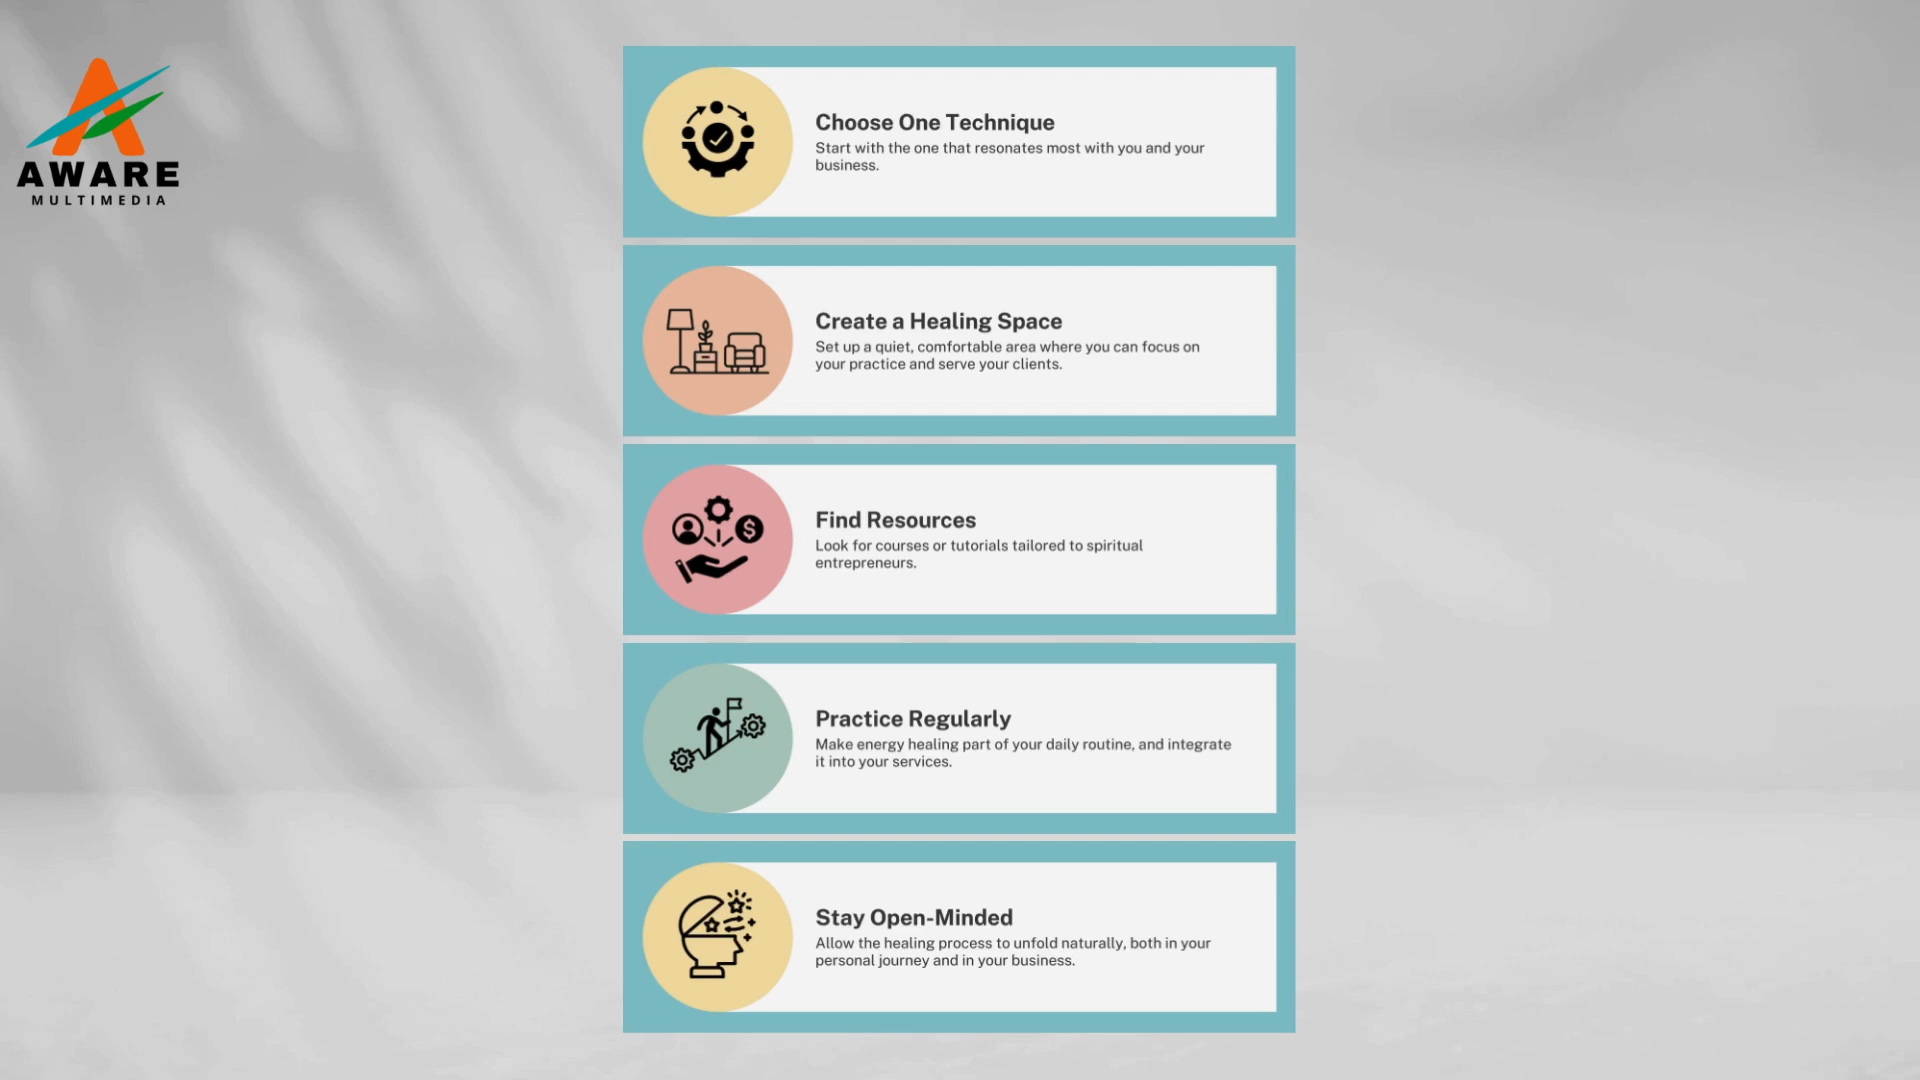 AWARE
MULTIMEDIA
Choose One Technique
Start with the one that resonates most with you and your
business.
Create a Healing Space
Set up a quiet, comfortable area where you can focus on
your practice and serve your clients.
Find Resources
Look for courses or tutorials tailored to spiritual
entrepreneurs.
Practice Regularly
Make energy healing part of your daily routine, and integrate
it into your services.
Stay Open-Minded
Allow the healing process to unfold naturally, both in your
personal journey and in your business.